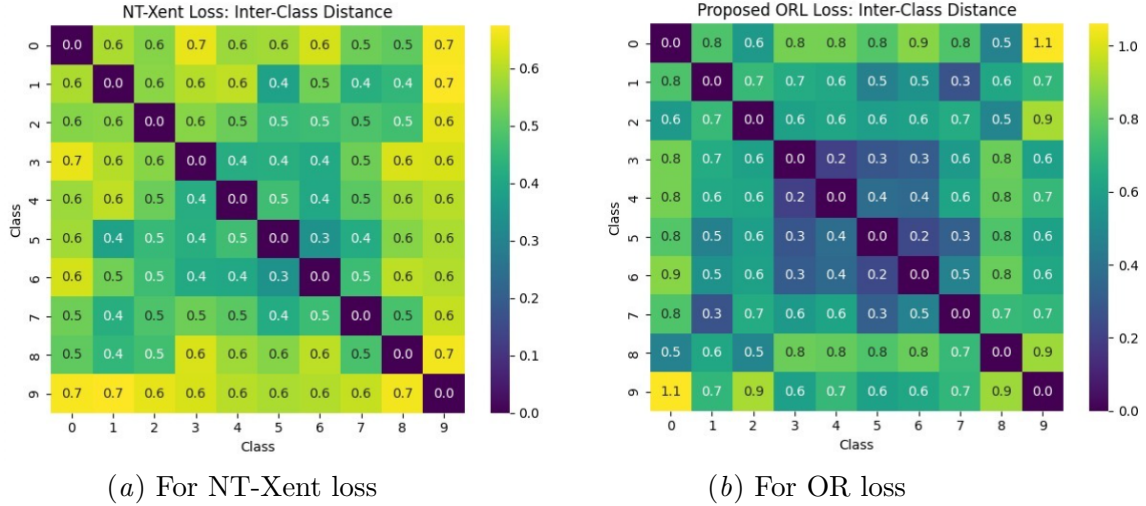 NT-Xent Loss: Inter-Class Distance
0 0.0 0.6 0.6 0.7 0.6 0.6 0.6 0.5 0.5 0.7
1 0.6 0.0 0.6 0.6 0.6 0.4 0.5 0.4 0.4 0.7
2 0.6 0.6 0.0 0.6 0.5 0.5 0.5 0.5 0.5 0.6
3 0.7 0.6 0.6 0.0 0.4 0.4 0.4 0.5 0.6 0.6
4 0.6 0.6 0.5 0.4 0.0 0.5 0.4 0.5 0.6 0.6
5 0.6 0.4 0.5 0.4 0.5 0.0 0.3 0.4 0.6 0.6
6 0.6 0.5 0.5 0.4 0.4 0.3 0.0 0.5 0.6 0.6
7 0.5 0.4 0.5 0.5 0.5 0.4 0.5 0.0 0.5 0.6
8 0.5 0.4 0.5 0.6 0.6 0.6 0.6 0.5 0.0 0.7
9 0.7 0.7 0.6 0.6 0.6 0.6 0.6 0.6 0.7 0.0
0 1 2 3 4 5 6 7 8 9
Class
Class
0.6
0.5
0.4
0.3
0.2
0.1
0.0
(a) For NT-Xent loss
Proposed ORL Loss: Inter-Class Distance
0 0.0 0.8 0.6 0.8 0.8 0.8 0.9 0.8 0.5 1.1
1 0.8 0.0 0.7 0.7 0.6 0.5 0.5 0.3 0.6 0.7
2 0.6 0.7 0.0 0.6 0.6 0.6 0.6 0.7 0.5 0.9
3 0.8 0.7 0.6 0.0 0.2 0.3 0.3 0.6 0.8 0.6
4 0.8 0.6 0.6 0.2 0.0 0.4 0.4 0.6 0.8 0.7
5 0.8 0.5 0.6 0.3 0.4 0.0 0.2 0.3 0.8 0.6
6 0.9 0.5 0.6 0.3 0.4 0.2 0.0 0.5 0.8 0.6
7 0.8 0.3 0.7 0.6 0.6 0.3 0.5 0.0 0.7 0.7
8 0.5 0.6 0.5 0.8 0.8 0.8 0.8 0.7 0.0 0.9
9 1.1 0.7 0.9 0.6 0.7 0.6 0.6 0.7 0.9 0.0
0 1 2 3 4 5 6 7 8 9
Class
Class
1.0
0.8
0.6
0.4
0.2
0.0
(b) For OR loss